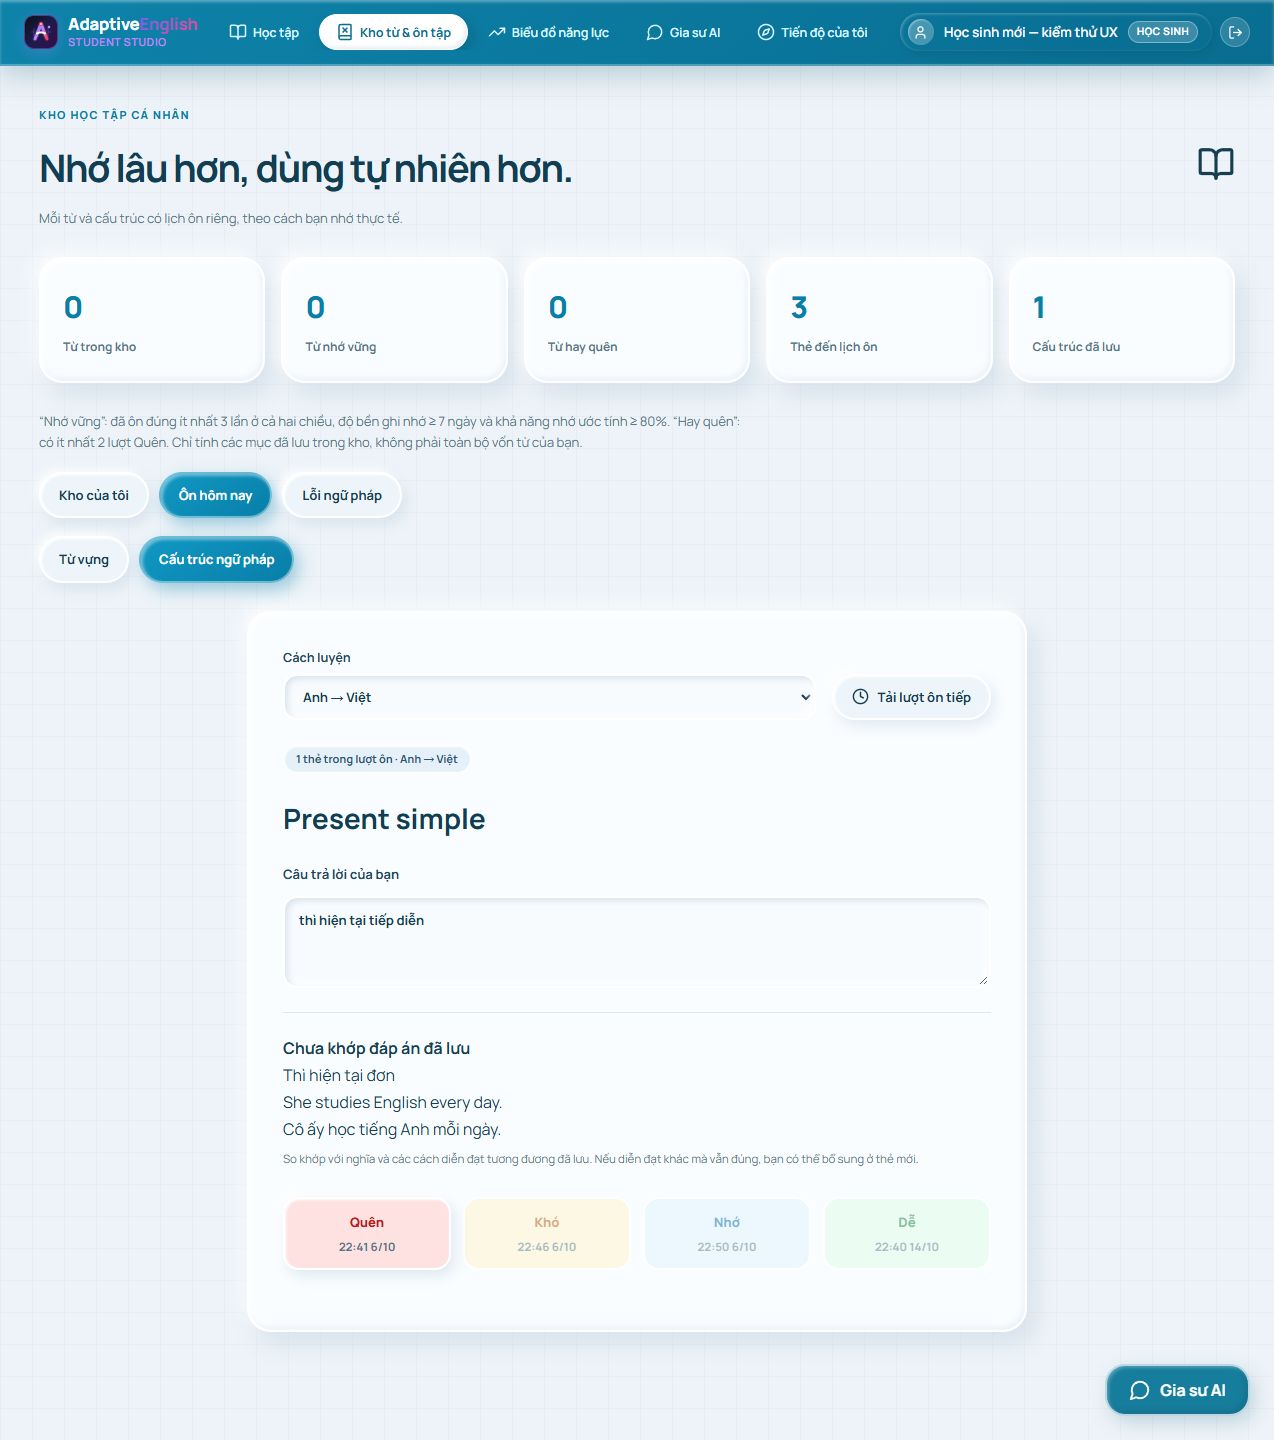 AdaptiveEnglish
STUDENT STUDIO
Học tập
Kho từ & ôn tập
Biểu đồ năng lực
Gia sư AI
Tiến độ của tôi
Học sinh mới — kiểm thử UX
HỌC SINH
KHO HỌC TẬP CÁ NHÂN
Nhớ lâu hơn, dùng tự nhiên hơn.
Mỗi từ và cấu trúc có lịch ôn riêng, theo cách bạn nhớ thực tế.
0
Từ trong kho
0
Từ nhớ vững
0
Từ hay quên
3
Thẻ đến lịch ôn
1
Cấu trúc đã lưu
“Nhớ vững”: đã ôn đúng ít nhất 3 lần ở cả hai chiều, độ bền ghi nhớ ≥ 7 ngày và khả năng nhớ ước tính ≥ 80%. “Hay quên”:
có ít nhất 2 lượt Quên. Chỉ tính các mục đã lưu trong kho, không phải toàn bộ vốn từ của bạn.
Kho của tôi
Ôn hôm nay
Lỗi ngữ pháp
Từ vựng
Cấu trúc ngữ pháp
Cách luyện
Anh → Việt
Tải lượt ôn tiếp
1 thẻ trong lượt ôn · Anh → Việt
Present simple
Câu trả lời của bạn
thì hiện tại tiếp diễn
Chưa khớp đáp án đã lưu
Thì hiện tại đơn
She studies English every day.
Cô ấy học tiếng Anh mỗi ngày.
So khớp với nghĩa và các cách diễn đạt tương đương đã lưu. Nếu diễn đạt khác mà vẫn đúng, bạn có thể bổ sung ở thẻ mới.
Quên
22:41 6/10
Khó
22:46 6/10
Nhớ
22:50 6/10
Dễ
22:40 14/10
Gia sư AI